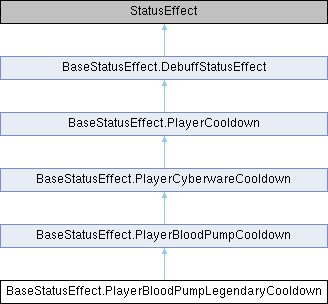 StatusEffect
BaseStatusEffect.DebuffStatusEffect
BaseStatusEffect.PlayerCooldown
BaseStatusEffect.PlayerCyberwareCooldown
BaseStatusEffect.PlayerBloodPumpCooldown
BaseStatusEffect.PlayerBloodPumpLegendaryCooldown